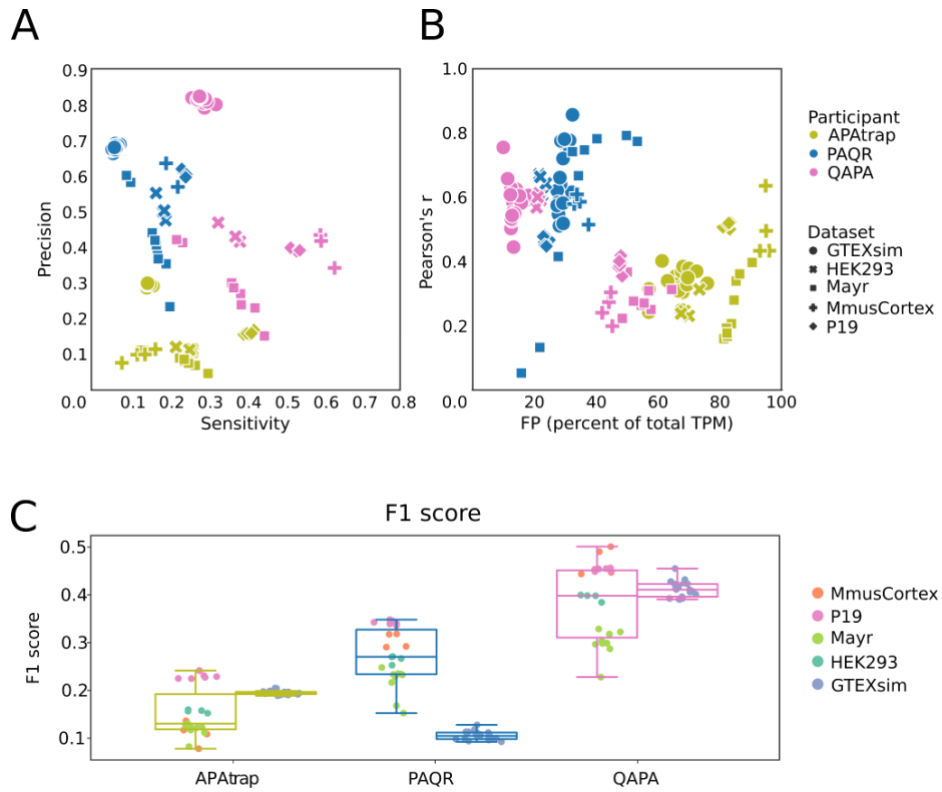 A
B
0.9
0.8
0.7
0.6
0.5
0.4
0.3
0.2
0.1
0.0
0.1
0.2
0.3
0.4
0.5
0.6
0.7
0.8
Precision
Sensitivity
1.0
0.8
0.6
0.4
0.2
0.0
20
40
60
80
100
Pearson's r
FP (percent of total TPM)
Participant
APAtrap
PAQR
QAPA
Dataset
GTEXsim
HEK293
Mayr
MmusCortex
P19
C
F1 score
0.5
0.4
0.3
0.2
0.1
F1 score
APAtrap
PAQR
QAPA
MmusCortex
P19
Mayr
HEK293
GTEXsim